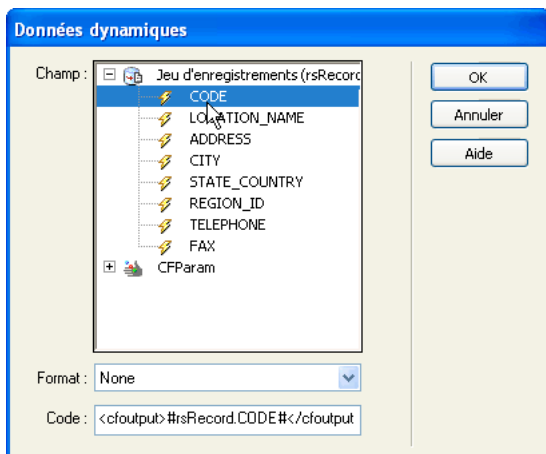 Données dynamiques
Champ :
Jeu d'enregistrements (rsRecord
CODE
LOCATION_NAME
ADDRESS
CITY
STATE_COUNTRY
REGION_ID
TELEPHONE
FAX
CFParam
OK
Annuler
Aide
Format : None
Code : <cfoutput>#rsRecord.CODE#</cfoutput